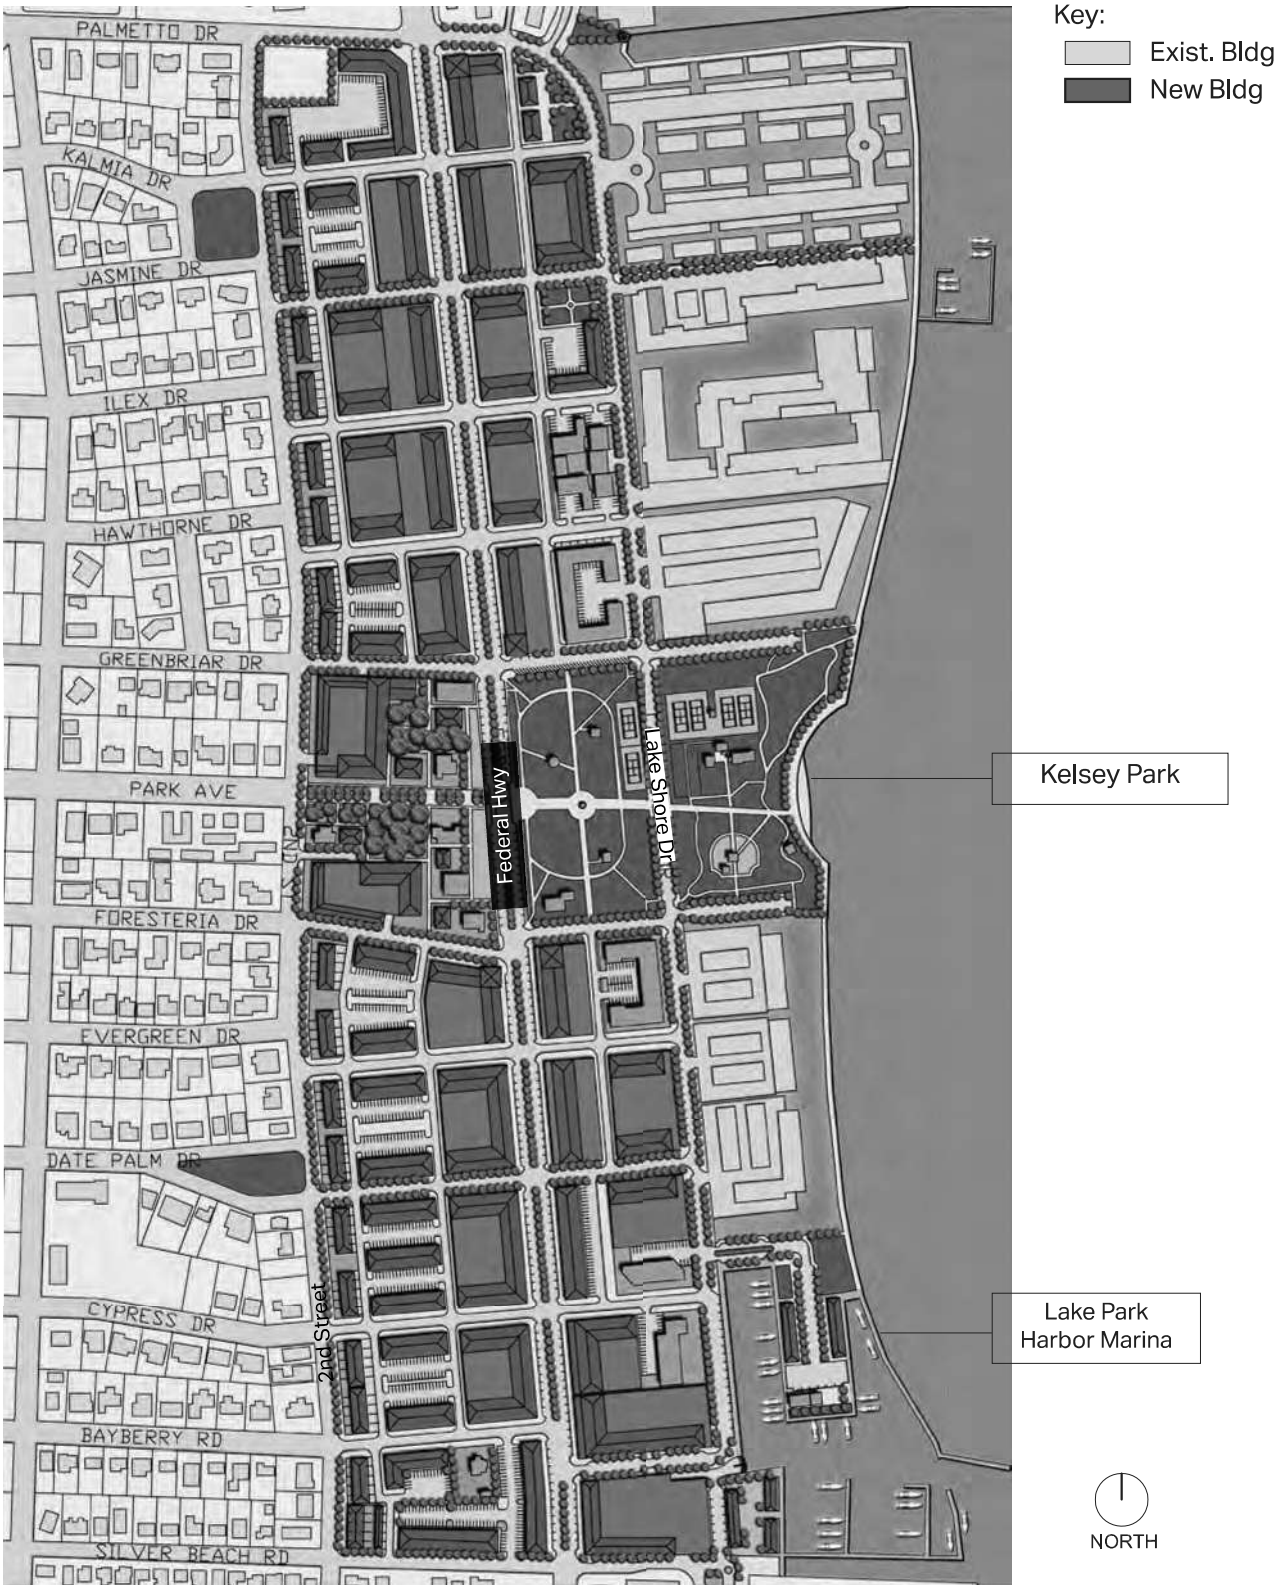 Key:
Exist. Bldg
New Bldg
PALMETTO DR
KALMIA DR
JASMINE DR
ILEX DR
HAWTHORNE DR
GREENBRIAR DR
PARK AVE
Federal Hwy
Lake Shore Dr
Kelsey Park
2ND
FORESTERIA DR
EVERGREEN DR
DATE PALM DR
2nd Street
CYPRESS DR
Lake Park
Harbor Marina
BAYBERRY RD
SILVER BEACH RD
NORTH